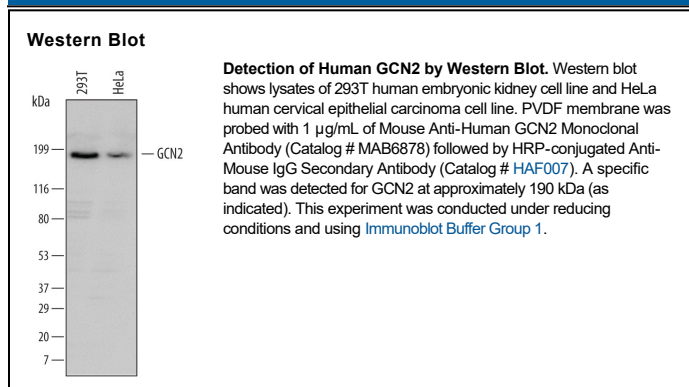 Western Blot
293T
HeLa
kDa
199
GCN2
116
80
53
37
29
20
7
Detection of Human GCN2 by Western Blot. Western blot
shows lysates of 293T human embryonic kidney cell line and HeLa
human cervical epithelial carcinoma cell line. PVDF membrane was
probed with 1 µg/mL of Mouse Anti-Human GCN2 Monoclonal
Antibody (Catalog # MAB6878) followed by HRP-conjugated Anti-
Mouse IgG Secondary Antibody (Catalog # HAF007). A specific
band was detected for GCN2 at approximately 190 kDa (as
indicated). This experiment was conducted under reducing
conditions and using Immunoblot Buffer Group 1.